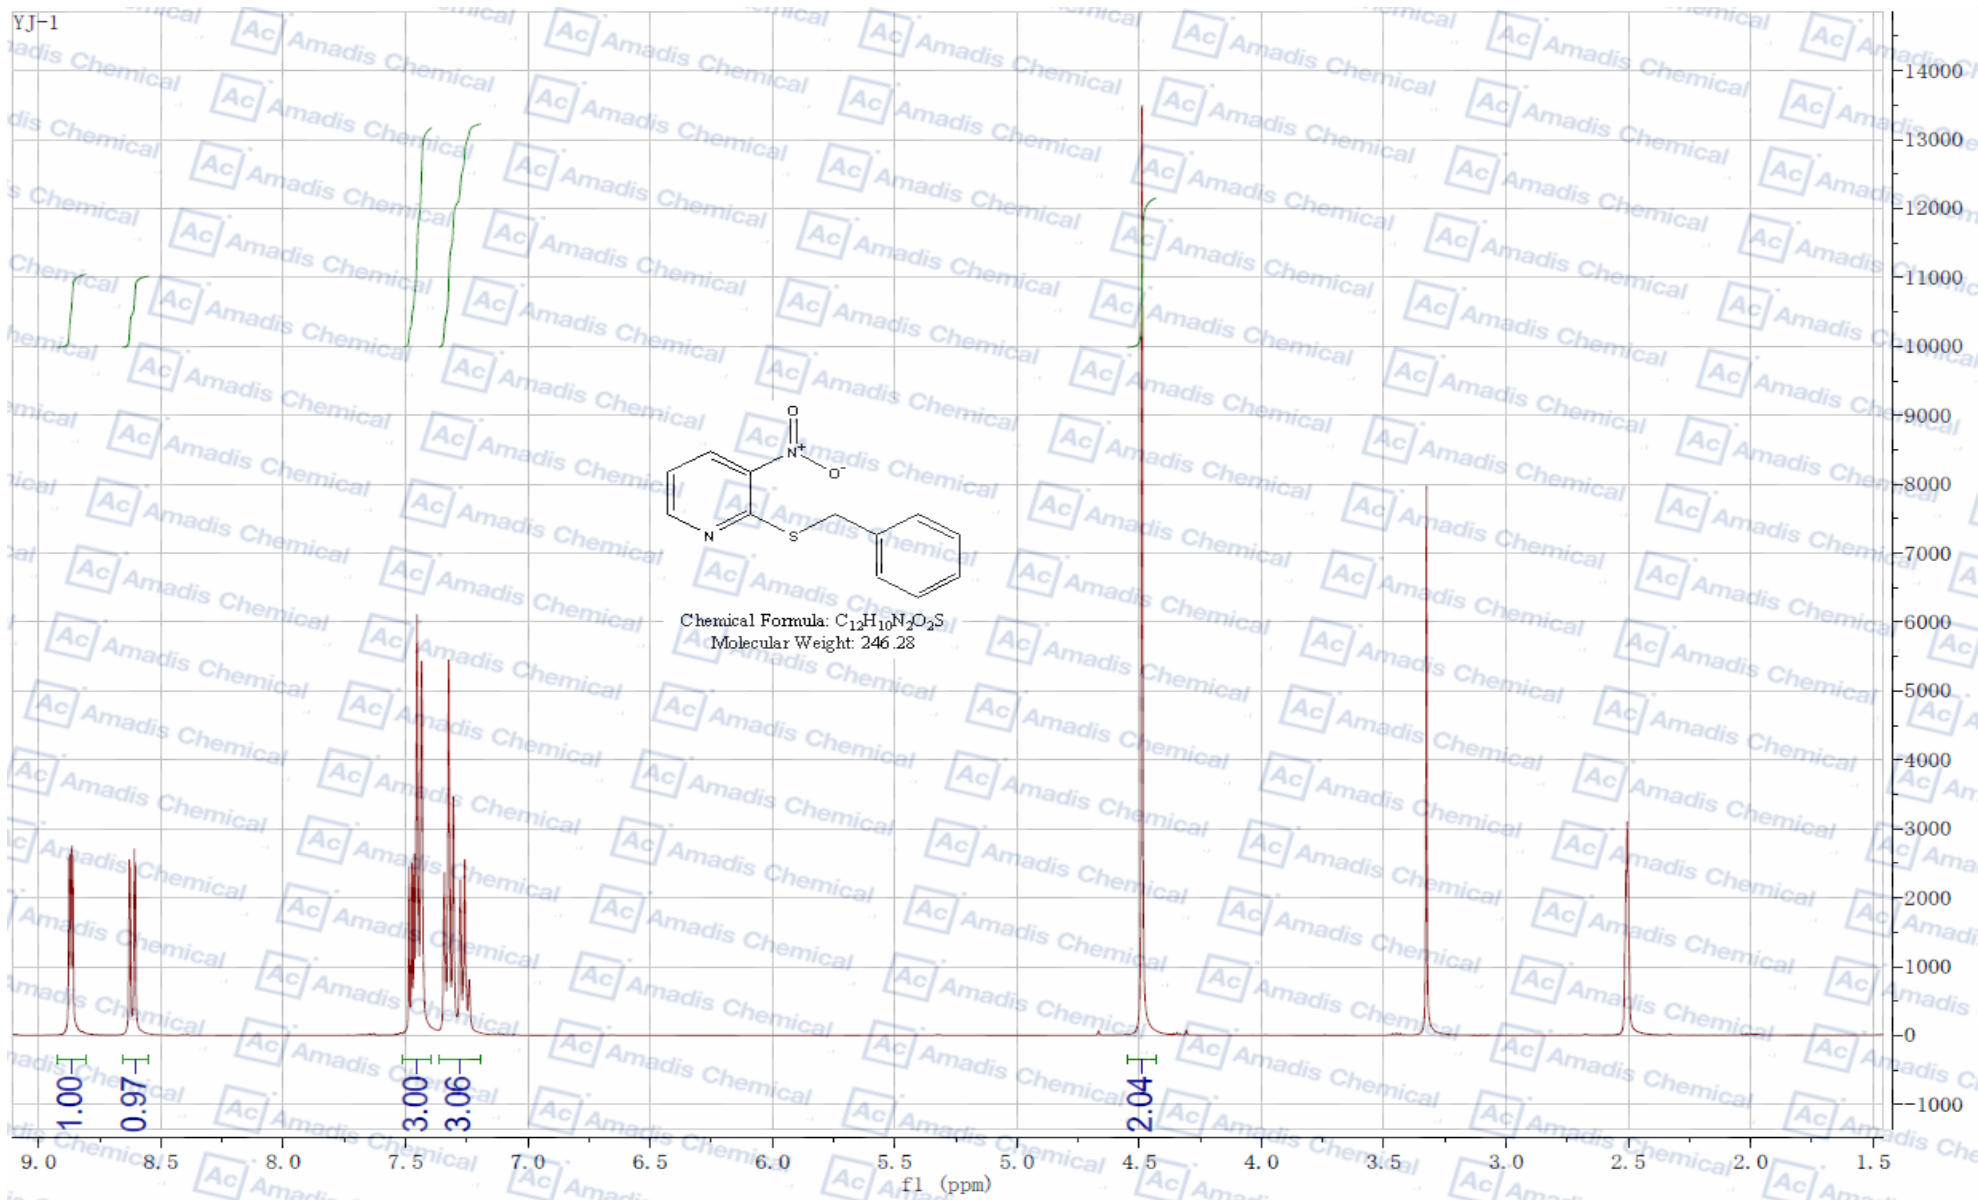 YJ-1
14000
13000
12000
11000
10000
9000
8000
7000
6000
5000
4000
3000
2000
1000
0
-1000
O
N+
O-
N
S
Chemical Formula: C₁₂H₁₀N₂O₂S
Molecular Weight: 246.28
1.00 0.97 3.00 3.06 2.04
9.0 8.5 8.0 7.5 7.0 6.5 6.0 5.5 5.0 4.5 4.0 3.5 3.0 2.5 2.0 1.5
f1 (ppm)
Ac Amadis Chemical